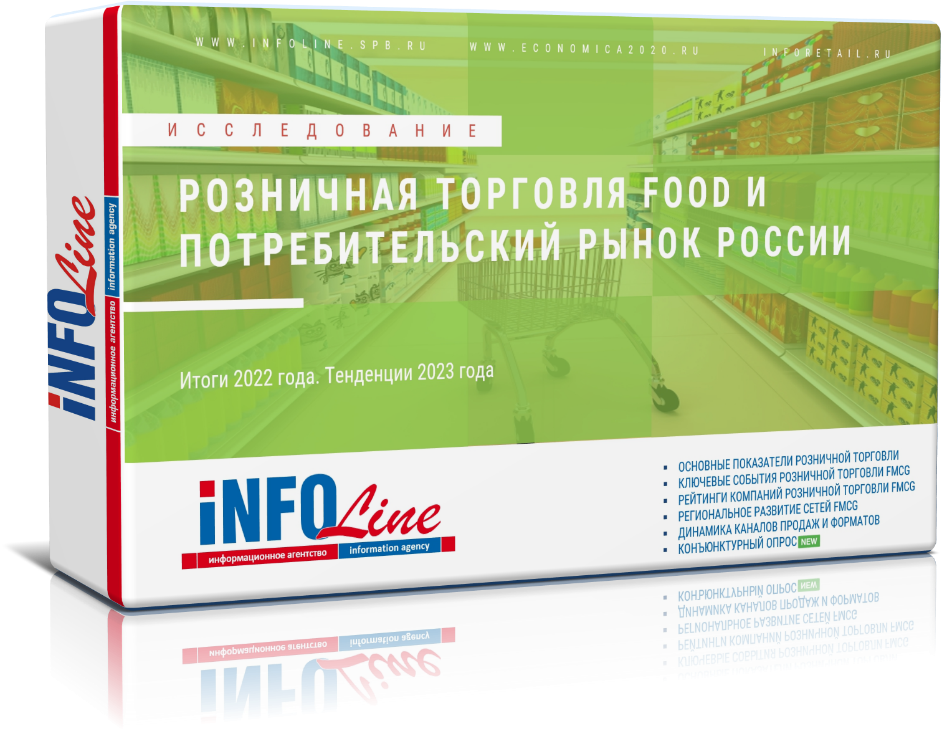 WWW.INFOLINE.SPB.RU WWW.ECONOMICA2020.RU INFORETAIL.RU
ИССЛЕДОВАНИЕ
РОЗНИЧНАЯ ТОРГОВЛЯ FOOD И
ПОТРЕБИТЕЛЬСКИЙ РЫНОК РОССИИ
Итоги 2022 года. Тенденции 2023 года
iNFOLine
информационное агентство information agency
▪ ОСНОВНЫЕ ПОКАЗАТЕЛИ РОЗНИЧНОЙ ТОРГОВЛИ
▪ КЛЮЧЕВЫЕ СОБЫТИЯ РОЗНИЧНОЙ ТОРГОВЛИ FMCG
▪ РЕЙТИНГИ КОМПАНИЙ РОЗНИЧНОЙ ТОРГОВЛИ FMCG
▪ РЕГИОНАЛЬНОЕ РАЗВИТИЕ СЕТЕЙ FMCG
▪ ДИНАМИКА КАНАЛОВ ПРОДАЖ И ФОРМАТОВ
▪ КОНЪЮНКТУРНЫЙ ОПРОС NEW
iNFOLine
информационное агентство information agency